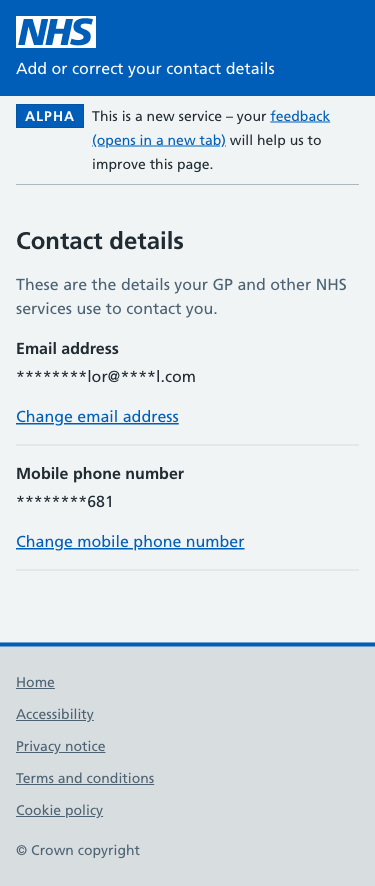 NHS
Add or correct your contact details
ALPHA
This is a new service – your feedback
(opens in a new tab) will help us to
improve this page.
Contact details
These are the details your GP and other NHS
services use to contact you.
Email address
********lor@****l.com
Change email address
Mobile phone number
********681
Change mobile phone number
Home
Accessibility
Privacy notice
Terms and conditions
Cookie policy
© Crown copyright